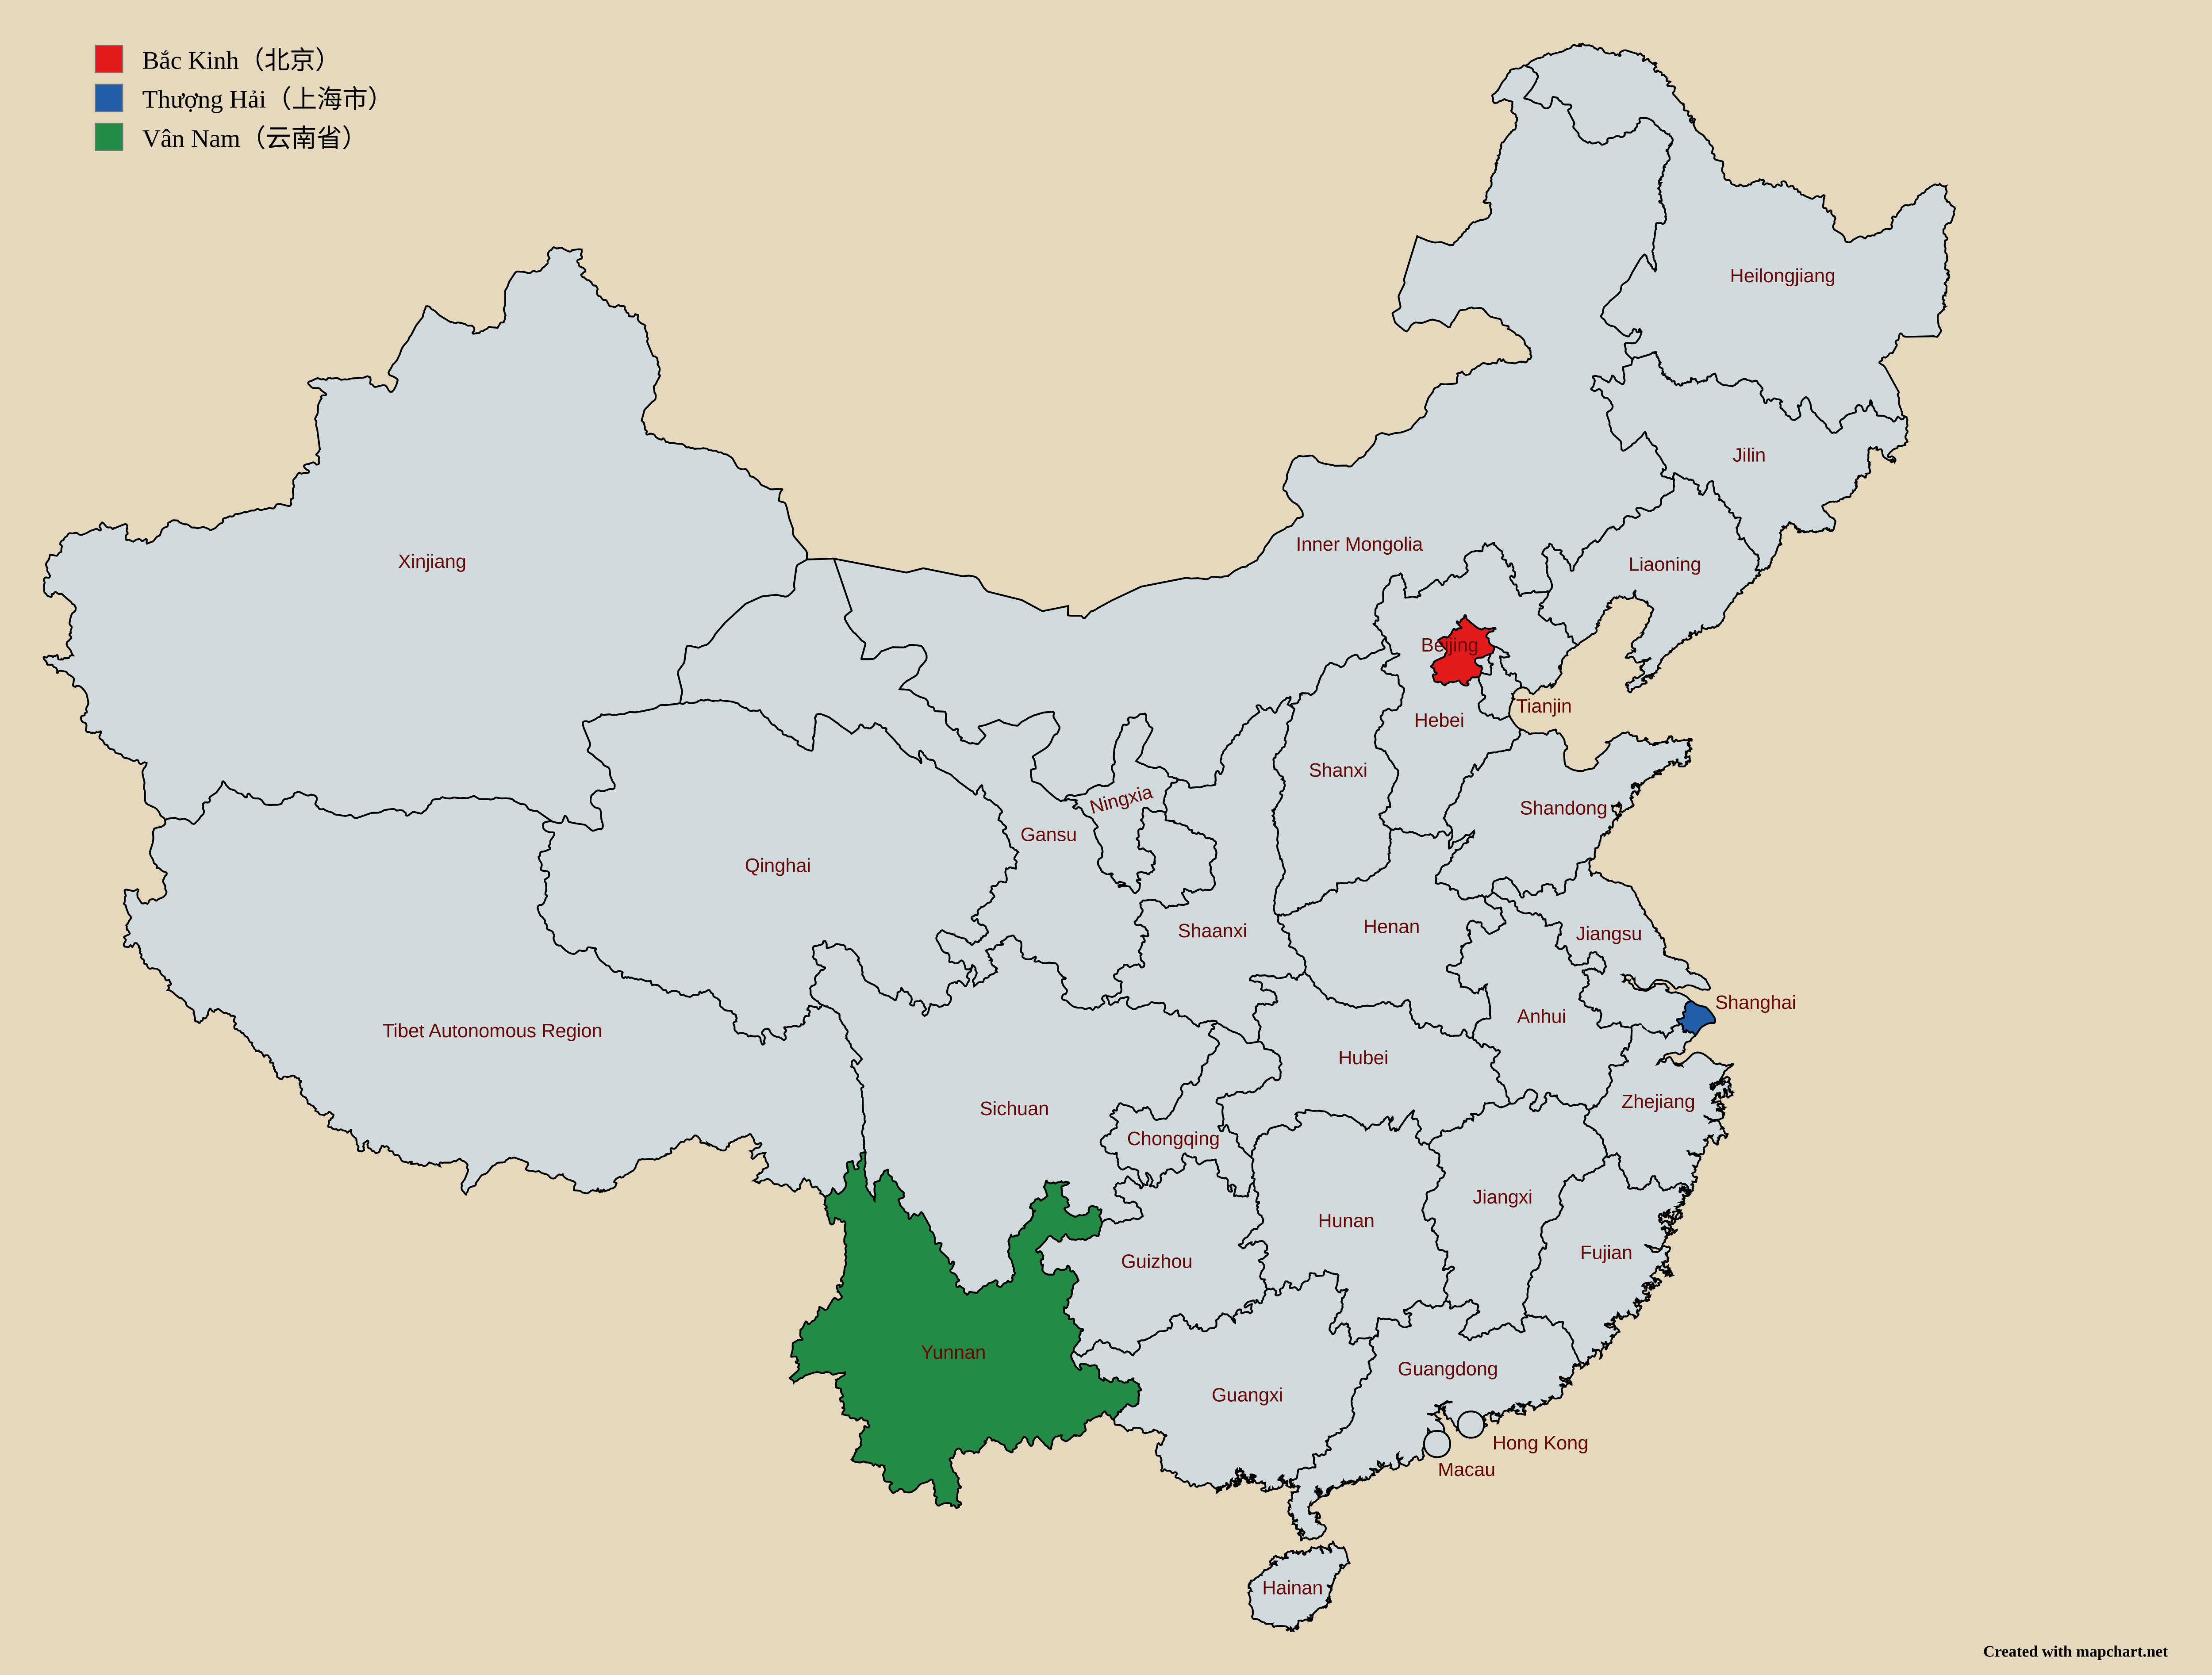 Bắc Kinh（北京）
Thượng Hải（上海市）
Vân Nam（云南省）
Heilongjiang
Jilin
Inner Mongolia
Xinjiang
Liaoning
Beijing
Tianjin
Hebei
Shanxi
Ningxia
Shandong
Gansu
Qinghai
Henan
Shaanxi
Jiangsu
Shanghai
Anhui
Tibet Autonomous Region
Hubei
Zhejiang
Sichuan
Chongqing
Jiangxi
Hunan
Fujian
Guizhou
Yunnan
Guangdong
Guangxi
Hong Kong
Macau
Hainan
Created with mapchart.net